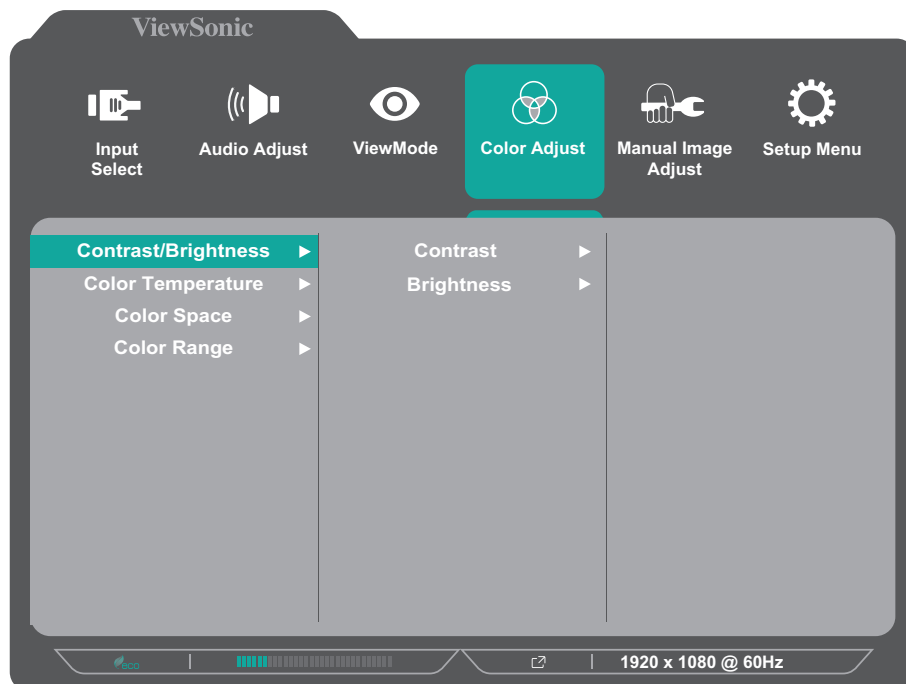 ViewSonic
Input
Select
Audio Adjust
ViewMode
Color Adjust
Manual Image
Adjust
Setup Menu
Contrast/Brightness
Color Temperature
Color Space
Color Range
Contrast
Brightness
eco
1920 x 1080 @ 60Hz